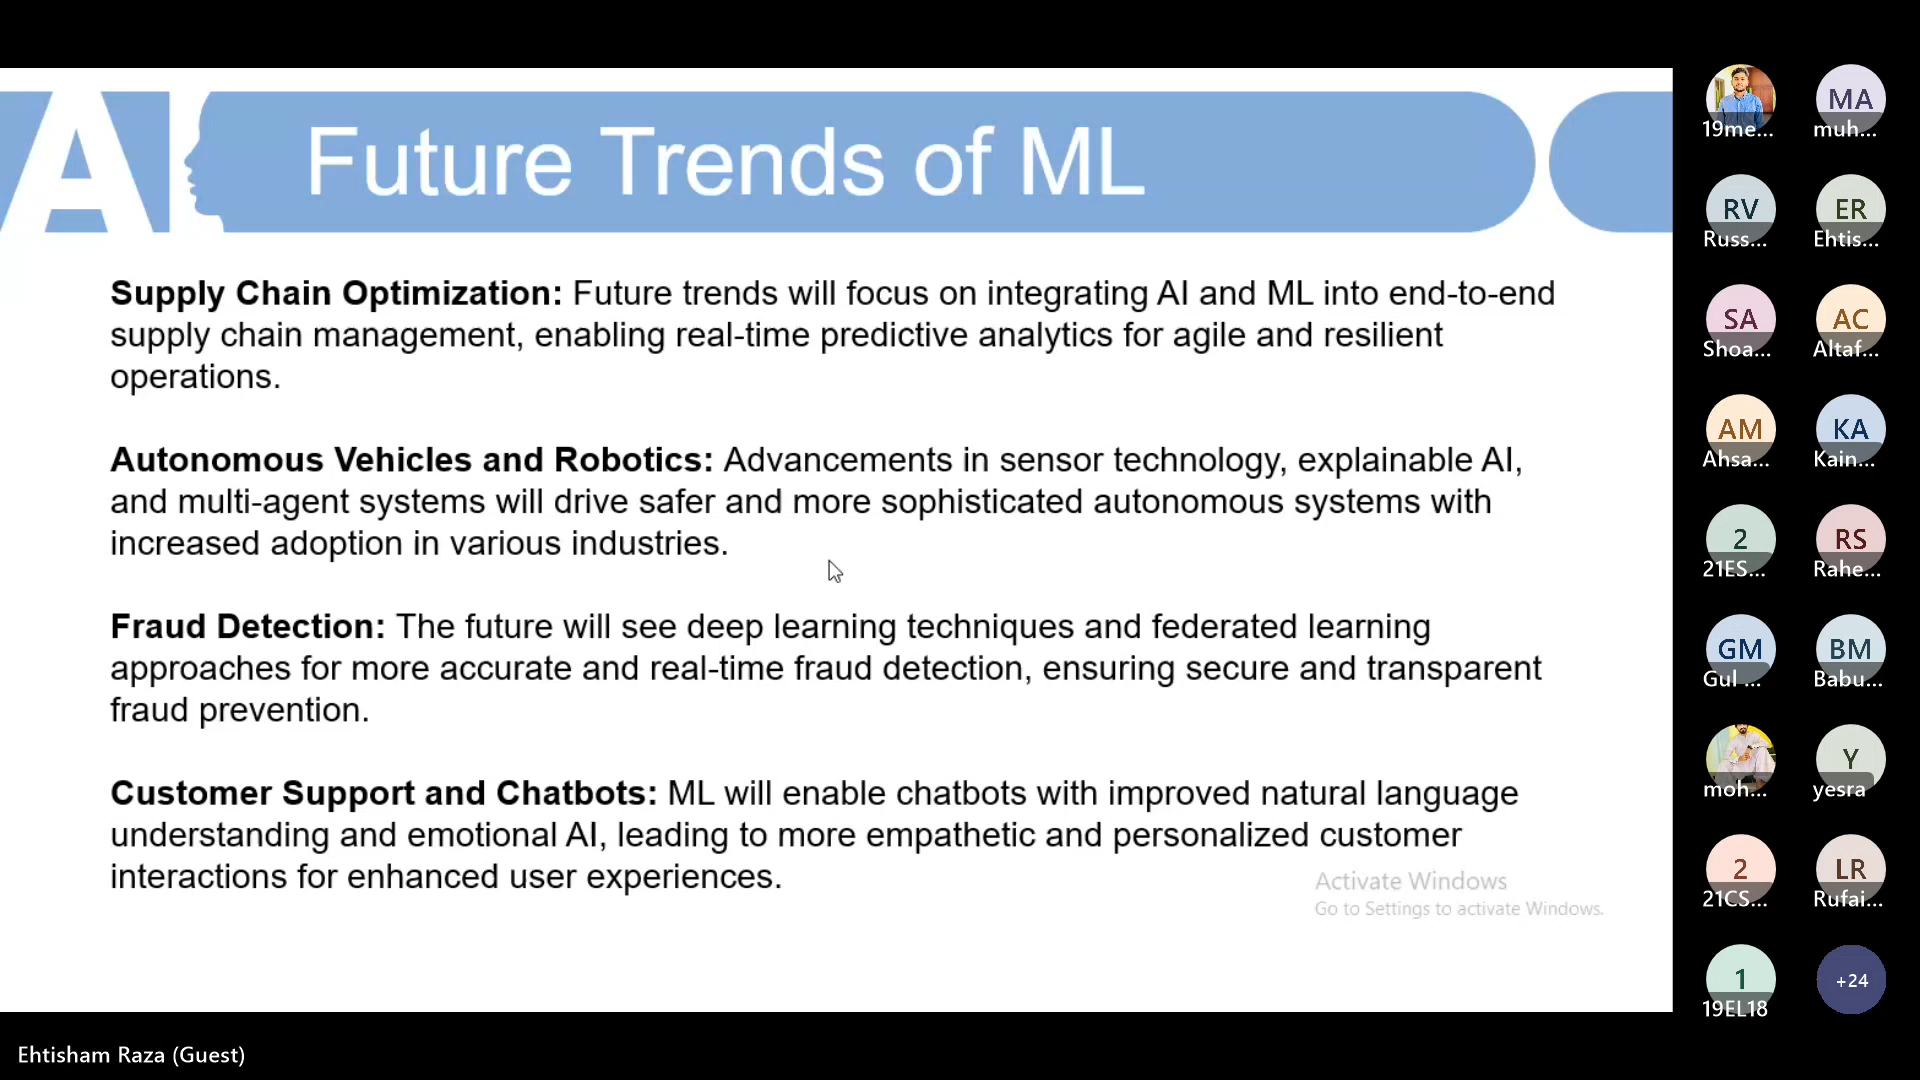 A
Future Trends of ML
Supply Chain Optimization: Future trends will focus on integrating AI and ML into end-to-end
supply chain management, enabling real-time predictive analytics for agile and resilient
operations.
Autonomous Vehicles and Robotics: Advancements in sensor technology, explainable AI,
and multi-agent systems will drive safer and more sophisticated autonomous systems with
increased adoption in various industries.
Fraud Detection: The future will see deep learning techniques and federated learning
approaches for more accurate and real-time fraud detection, ensuring secure and transparent
fraud prevention.
Customer Support and Chatbots: ML will enable chatbots with improved natural language
understanding and emotional AI, leading to more empathetic and personalized customer
interactions for enhanced user experiences.
Activate Windows
Go to Settings to activate Windows.
19me...
MA
muh...
RV
Russ...
ER
Ehtis...
SA
Shoa...
AC
Altaf...
AM
Ahsa...
KA
Kain...
2
21ES...
RS
Rahe...
GM
Gul ...
BM
Babu...
moh...
Y
yesra
2
21CS...
LR
Rufai...
1
19EL18
+24
Ehtisham Raza (Guest)